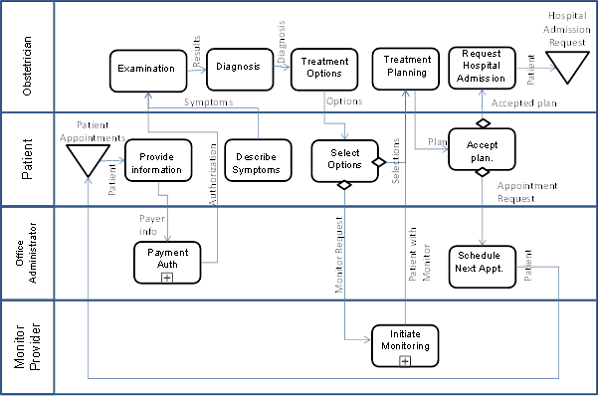 Hospital
Admission
Request
Obstetrician
Examination
Results
Diagnosis
Diagnosis
Treatment
Options
Treatment
Planning
Request
Hospital
Admission
Patient
Symptoms
Options
Accepted plan
Patient
Patient
Appointments
Patient
Provide
information
Authorization
Describe
Symptoms
Select
Options
Selections
Plan
Accept
plan.
Appointment
Request
Office
Administrator
Payer
info
Payment
Auth
Monitor Request
Patient with
Monitor
Schedule
Next Appt.
Patient
Monitor
Provider
Initiate
Monitoring